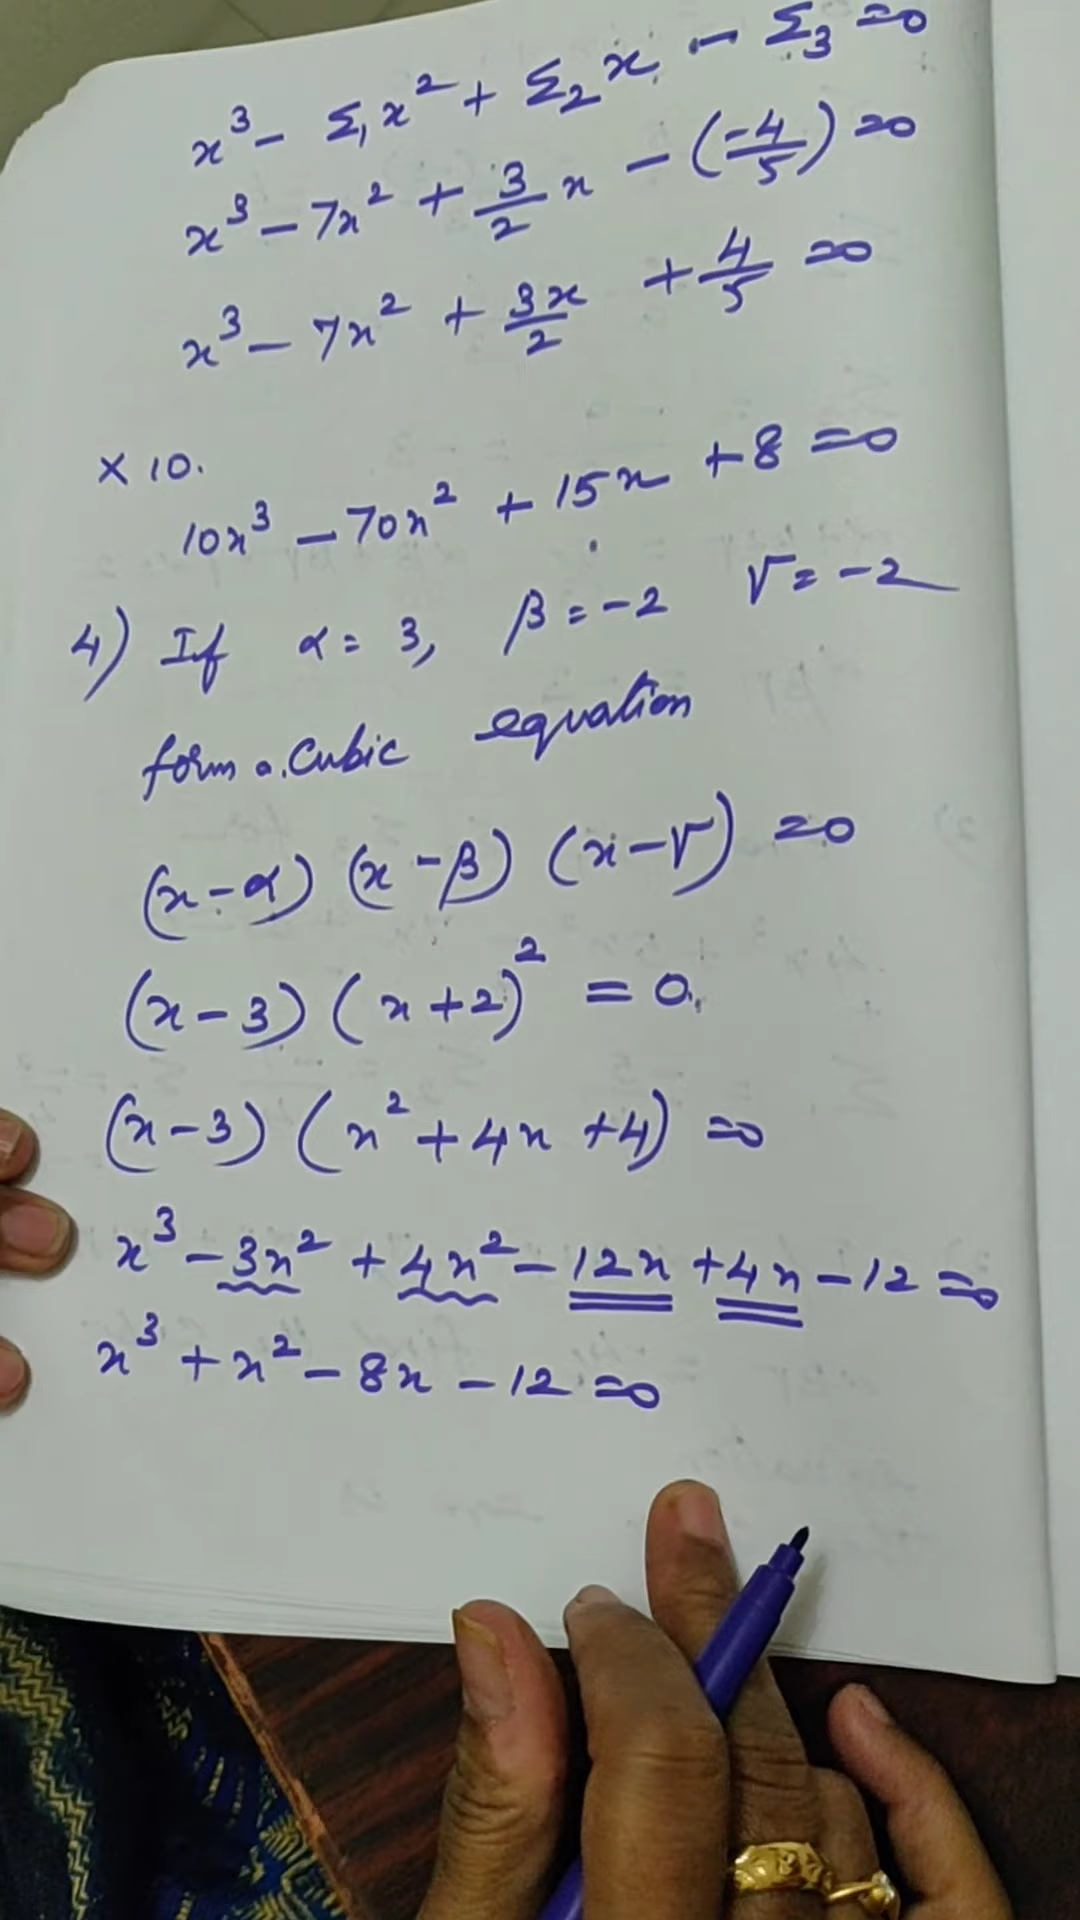 x³ - Σ₁x² + Σ₂x - Σ₃ = 0
x³ - 7x² + 3/2 x - (-4/5) = 0
x³ - 7x² + 3x/2 + 4/5 = 0
× 10.
10x³ - 70x² + 15x + 8 = 0
4) If α = 3, β = -2 γ = -2
form a cubic equation
(x-α) (x-β) (x-γ) = 0
(x-3) (x+2)² = 0.
(x-3) (x² + 4x + 4) = 0
x³ - 3x² + 4x² - 12x + 4x - 12 = 0
x³ + x² - 8x - 12 = 0